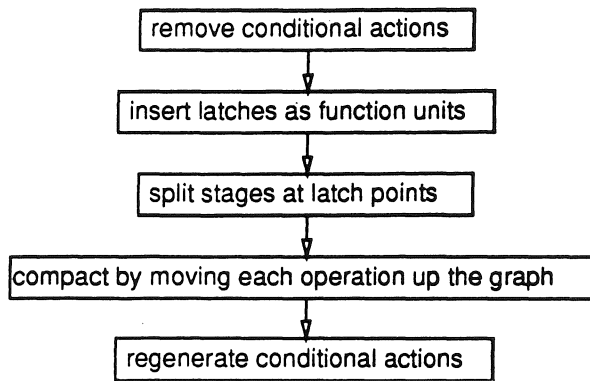 remove conditional actions
insert latches as function units
split stages at latch points
compact by moving each operation up the graph
regenerate conditional actions